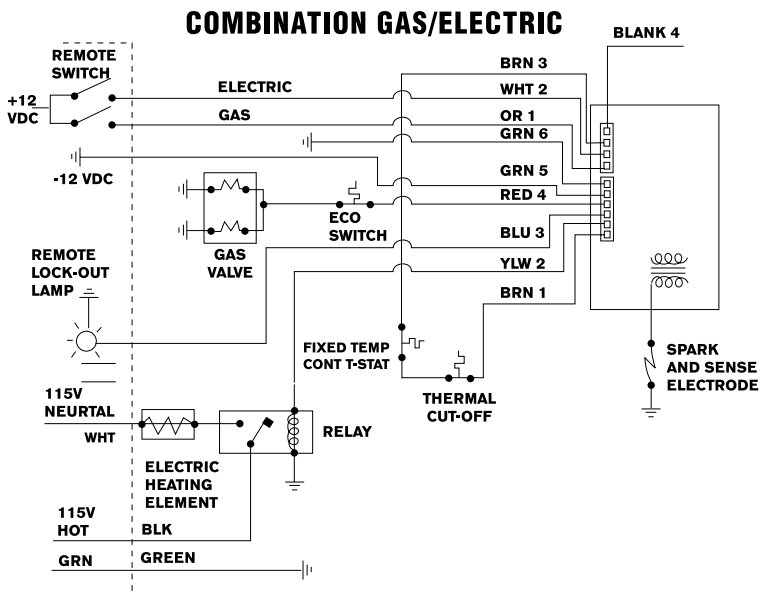 COMBINATION GAS/ELECTRIC
BLANK 4
REMOTE
SWITCH
BRN 3
ELECTRIC
WHT 2
+12
VDC
GAS
OR 1
GRN 6
-12 VDC
GRN 5
RED 4
ECO
SWITCH
BLU 3
GAS
VALVE
REMOTE
LOCK-OUT
LAMP
YLW 2
BRN 1
FIXED TEMP
CONT T-STAT
SPARK
AND SENSE
ELECTRODE
THERMAL
CUT-OFF
115V
NEURTAL
WHT
RELAY
ELECTRIC
HEATING
ELEMENT
115V
HOT
BLK
GRN
GREEN